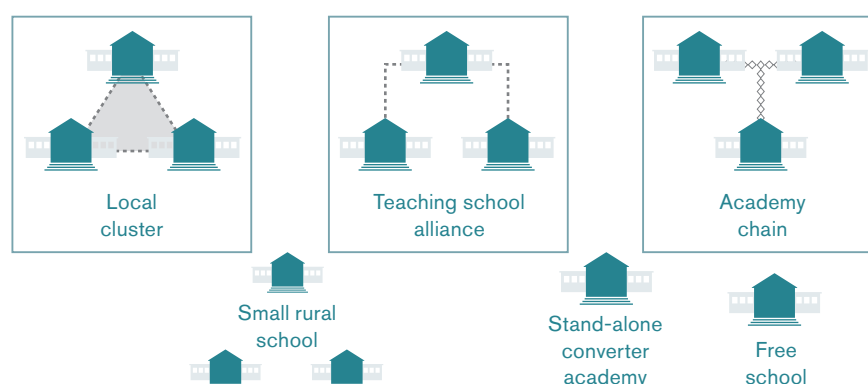 Local
cluster
Teaching school
alliance
Academy
chain
Small rural
school
Stand-alone
converter
academy
Free
school